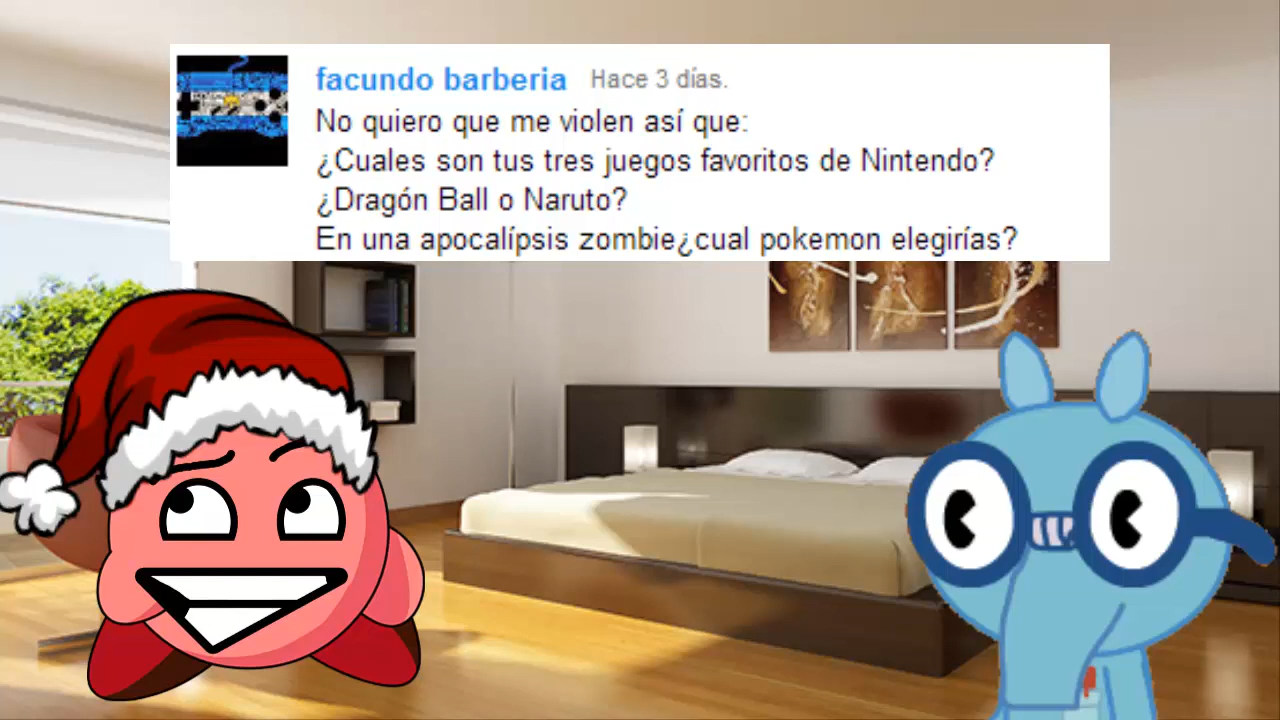 facundo barberia Hace 3 días.
No quiero que me violen así que:
¿Cuales son tus tres juegos favoritos de Nintendo?
¿Dragón Ball o Naruto?
En una apocalípsis zombie¿cual pokemon elegirías?